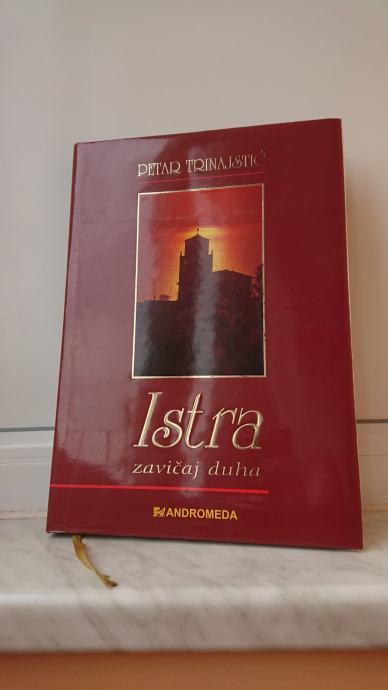 PETAR TRINAJSTIĆ
Istra
zavičaj duha
ANDROMEDA